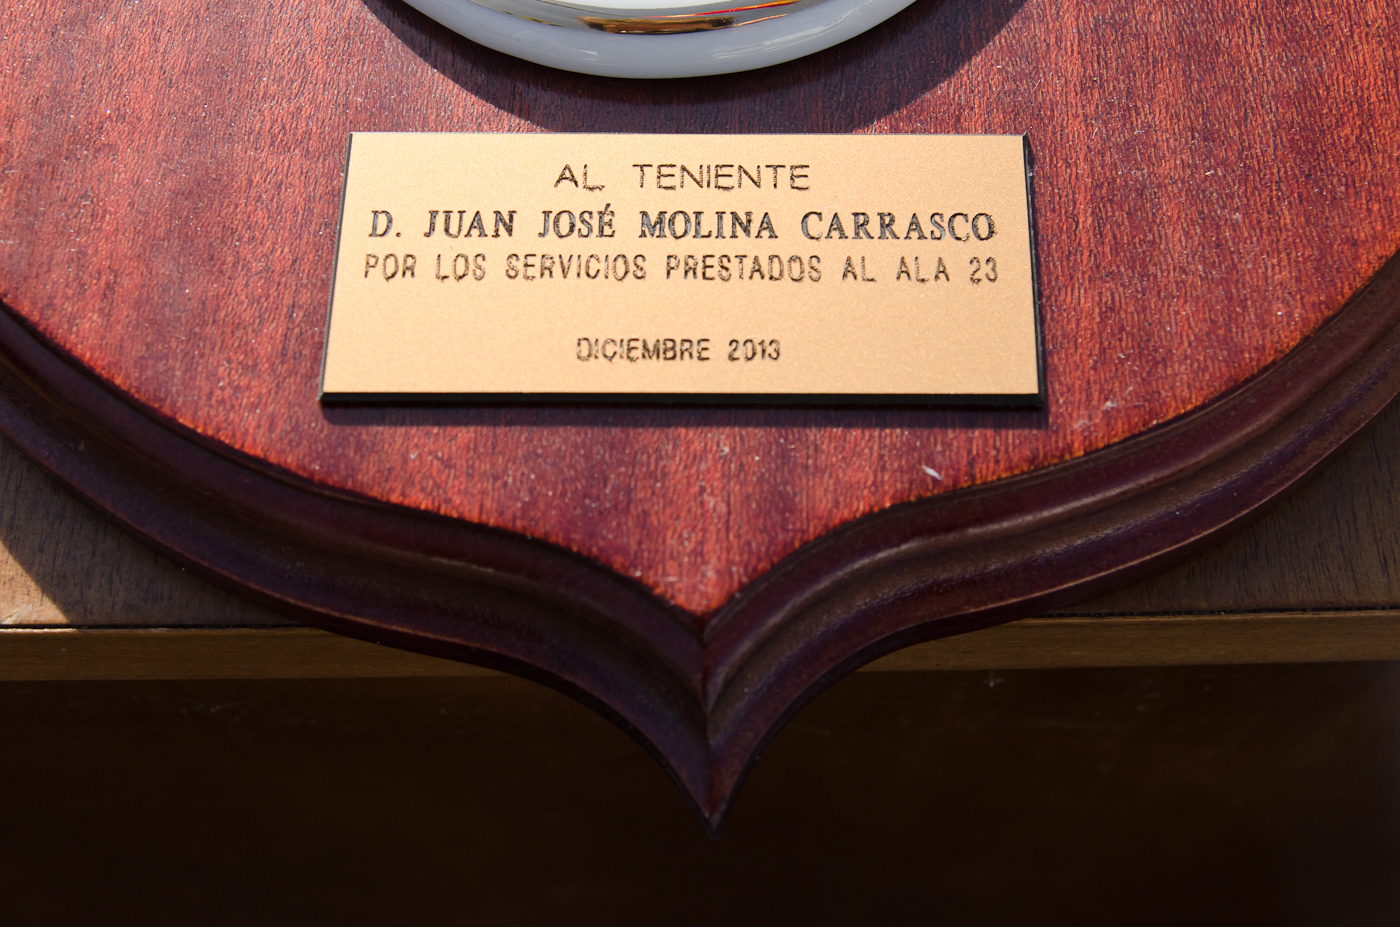 AL TENIENTE
D. JUAN JOSÉ MOLINA CARRASCO
POR LOS SERVICIOS PRESTADOS AL ALA 23
DICIEMBRE 2013